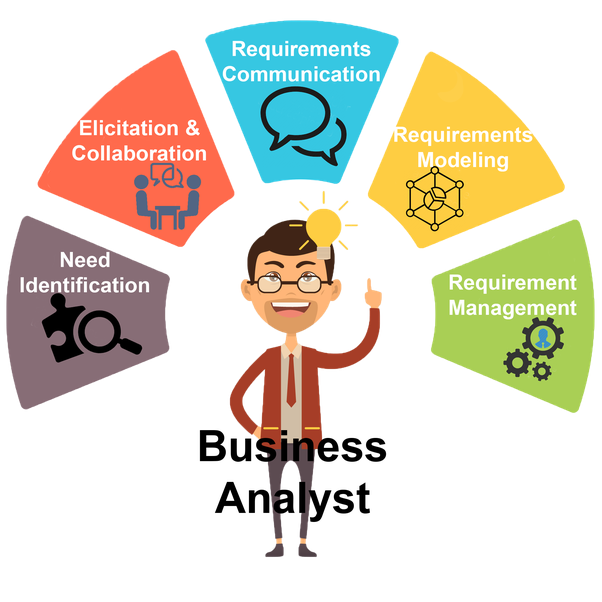 Requirements
Communication
Elicitation &
Collaboration
Requirements
Modeling
Need
Identification
Requirement
Management
Business
Analyst